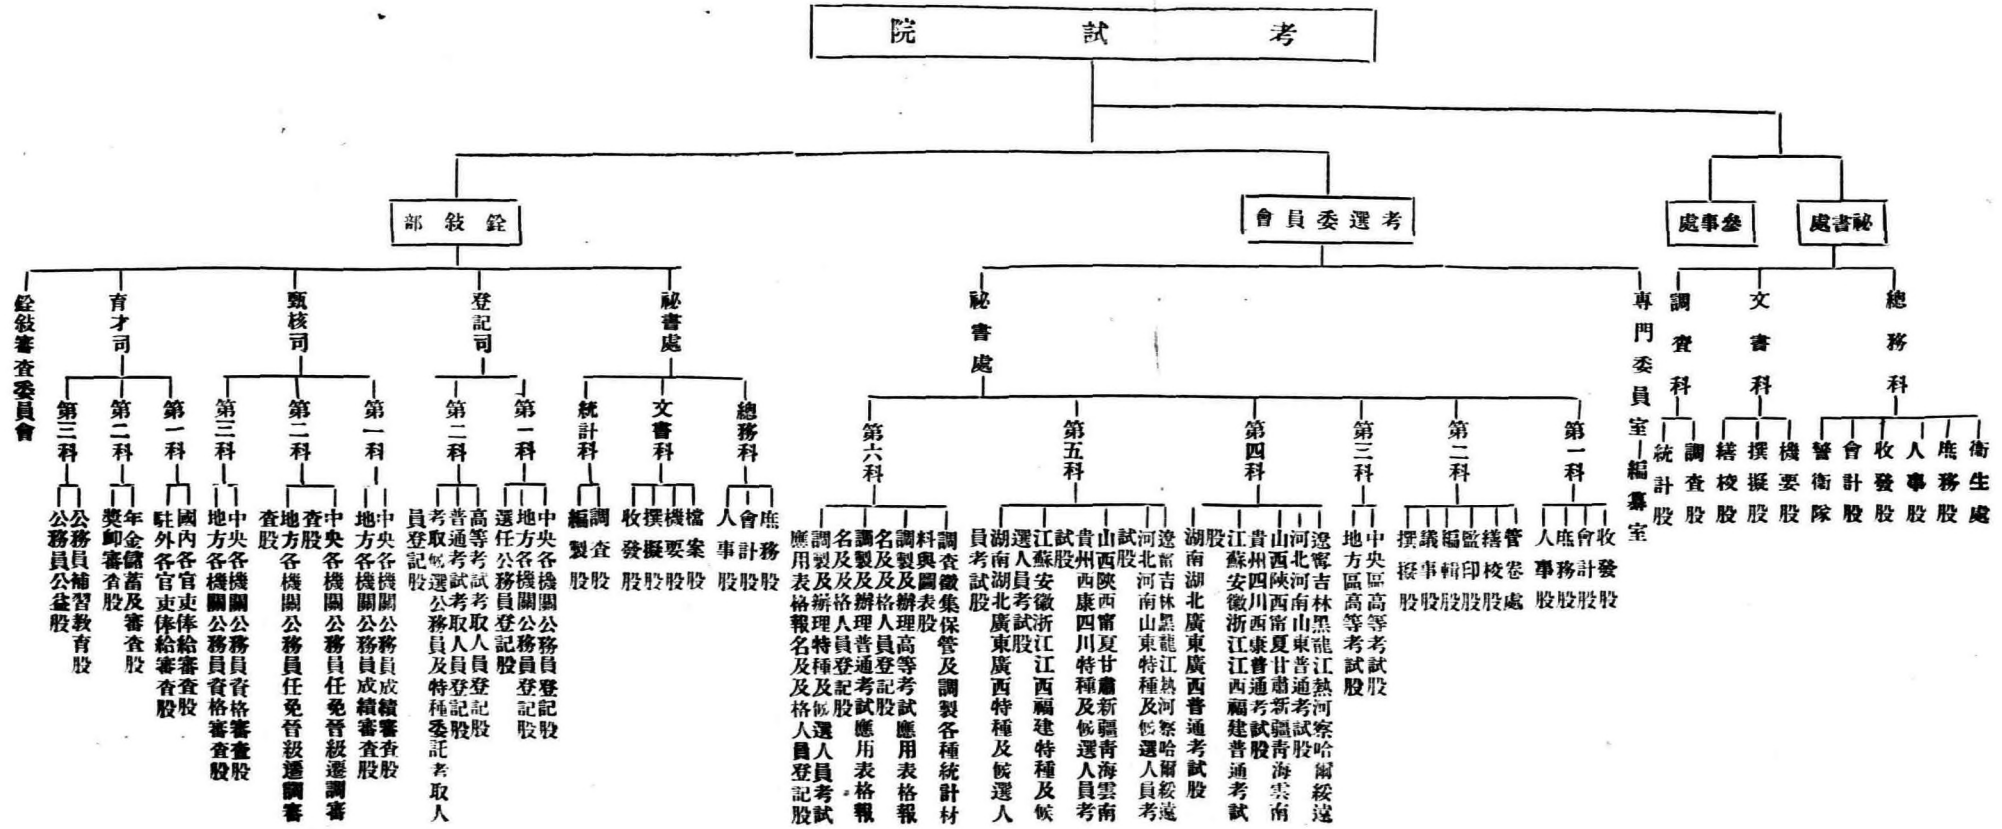 考試院
祕書處
參事處
考選委員會
銓敍部
總務科
文書科
調查科
衛生處
庶務股
人事股
收發股
會計股
警衛隊
機要股
撰擬股
繕校股
調查股
統計股
專門委員室
編纂室
祕書處
第一科
第二科
第三科
第四科
第五科
第六科
收發股
會計股
庶務股
人事股
管卷處
繕校股
監印股
編輯股
議事股
撰擬股
中央區高等考試股
地方區高等考試股
遼寧吉林黑龍江熱河察哈爾綏遠
河北河南山東普通考試股
山西陝西甯夏甘肅新疆靑海雲南
貴州四川西康普通考試股
江蘇安徽浙江江西福建普通考試
股
湖南湖北廣東廣西普通考試股
遼甯吉林黑龍江熱河察哈爾綏遠
河北河南山東特種及候選人員考
試股
山西陝西甯夏甘肅新疆靑海雲南
貴州西康四川特種及候選人員考
試股
江蘇安徽浙江江西福建特種及候
選人員考試股
湖南湖北廣東廣西特種及候選人
員考試股
調查徵集保管及調製各種統計材
料與圖表股
調製及辦理高等考試應用表格報
名及及格人員登記股
調製及辦理普通考試應用表格報
名及及格人員登記股
調製及辦理特種及候選人員考試
應用表格報名及及格人員登記股
祕書處
登記司
甄核司
育才司
銓敍審查委員會
總務科
文書科
統計科
庶務股
會計股
人事股
檔案股
機要股
撰擬股
收發股
調查股
編製股
第一科
第二科
中央各機關公務員登記股
地方各機關公務員登記股
選任公務員登記股
高等考試考取人員登記股
普通考試考取人員登記股
考取候選公務員及特種委託考取人
員登記股
第一科
第二科
第三科
中央各機關公務員成績審查股
地方各機關公務員成績審查股
中央各機關公務員任免晉級遷調審
查股
地方各機關公務員任免晉級遷調審
查股
中央各機關公務員資格審查股
地方各機關公務員資格審查股
第一科
第二科
第三科
國內各官吏俸給審查股
駐外各官吏俸給審查股
年金儲蓄及審查股
獎卹審查股
公務員補習教育股
公務員公益股